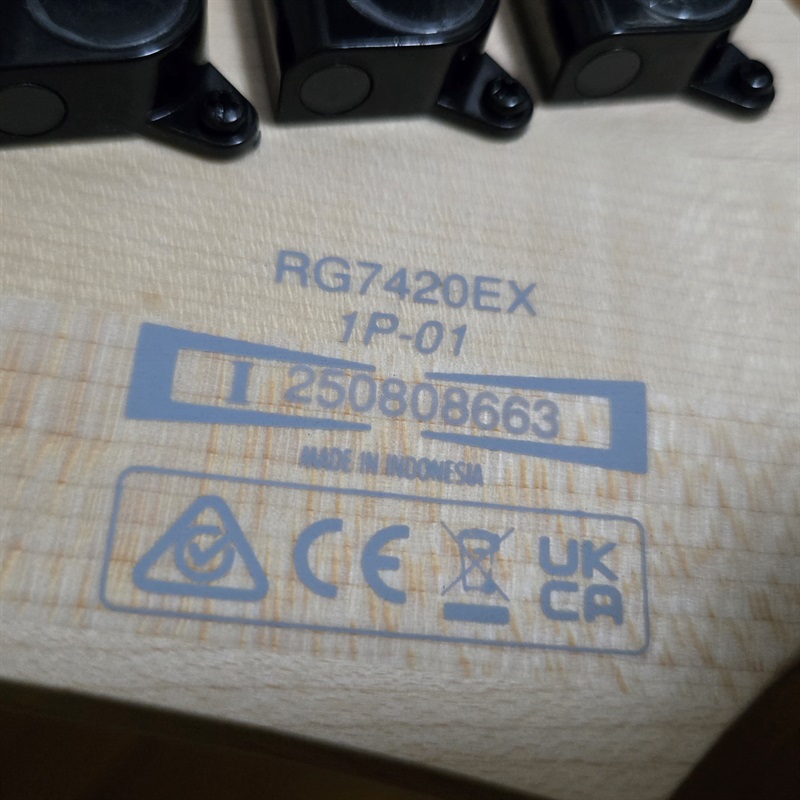 RG7420EX
1P-01
I 250808663
MADE IN INDONESIA
CE UK
CA